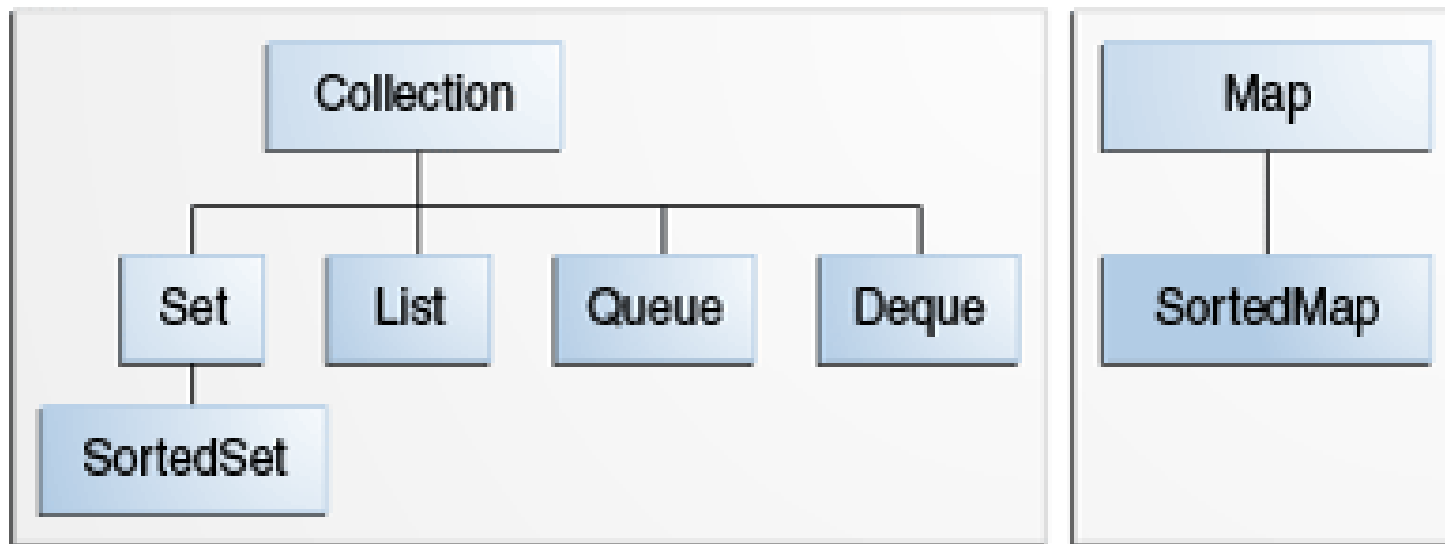 Collection
Map
Set
List
Queue
Deque
SortedMap
SortedSet